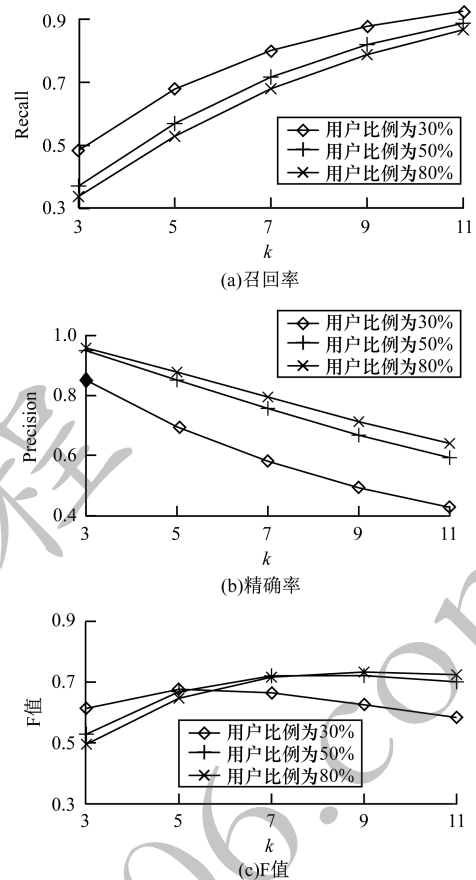 0.9
0.7
0.5
0.3
Recall
用户比例为30%
用户比例为50%
用户比例为80%
3 5 7 9 11
k
(a)召回率
1.0
0.8
0.6
0.4
Precision
用户比例为30%
用户比例为50%
用户比例为80%
3 5 7 9 11
k
(b)精确率
0.9
0.7
0.5
0.3
F值
用户比例为30%
用户比例为50%
用户比例为80%
3 5 7 9 11
k
(c)F值
程
06.com